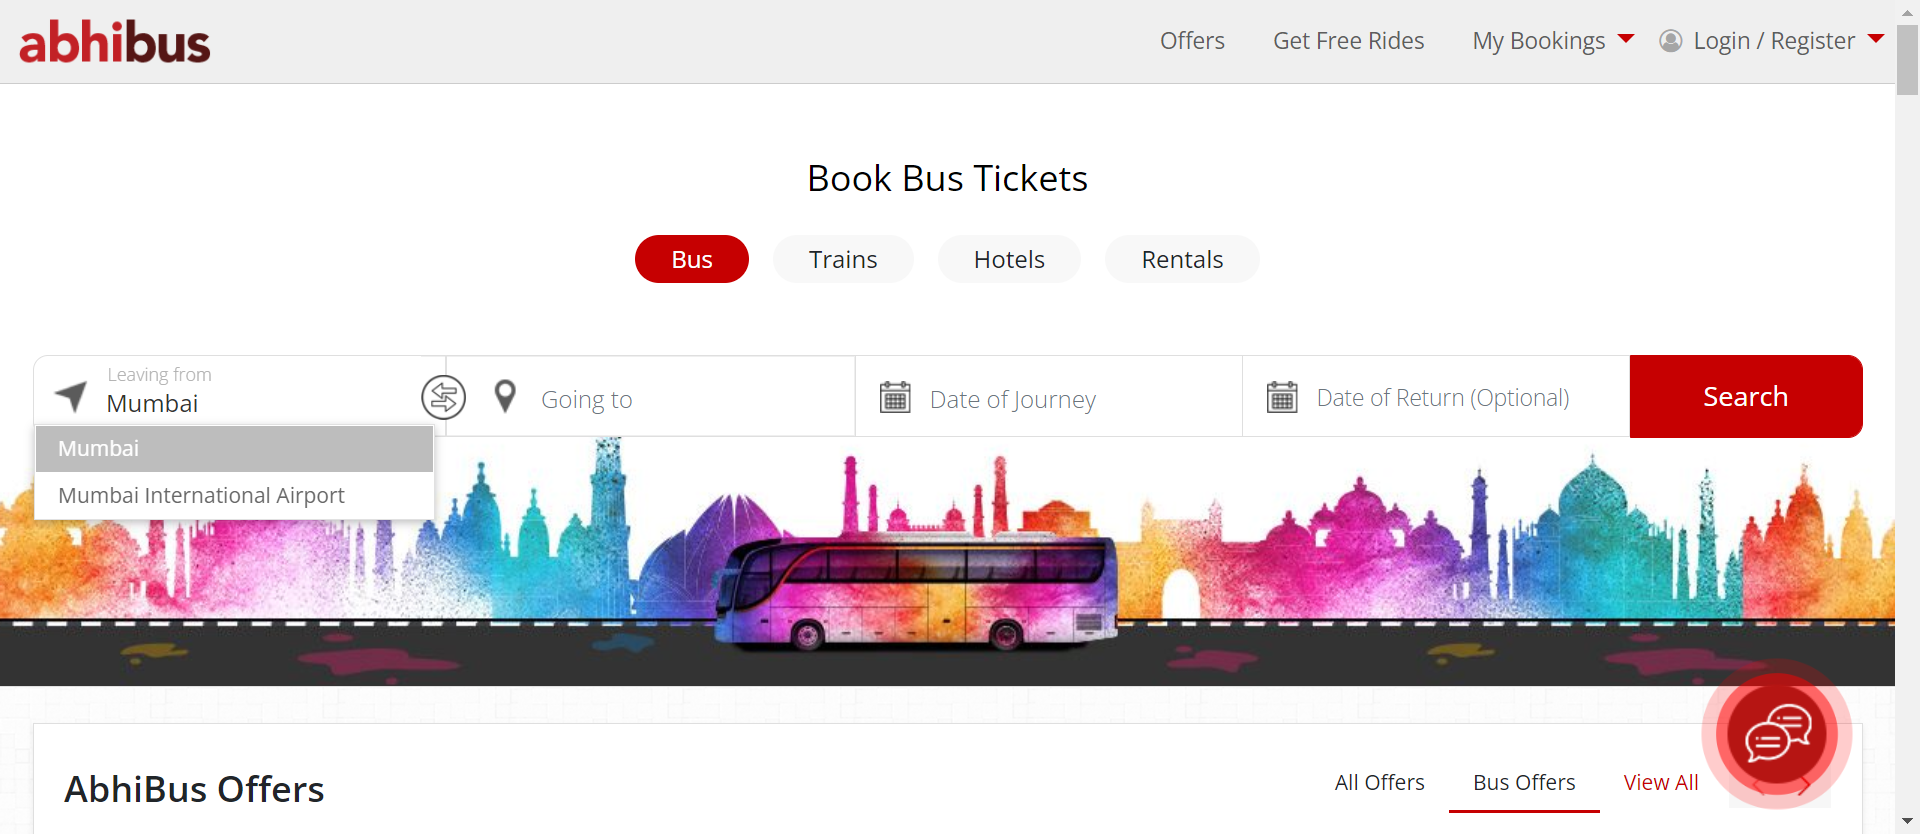 abhibus
Offers
Get Free Rides
My Bookings
Login / Register
Book Bus Tickets
Bus
Trains
Hotels
Rentals
Leaving from
Mumbai
Going to
Date of Journey
Date of Return (Optional)
Search
Mumbai
Mumbai International Airport
AbhiBus Offers
All Offers
Bus Offers
View All